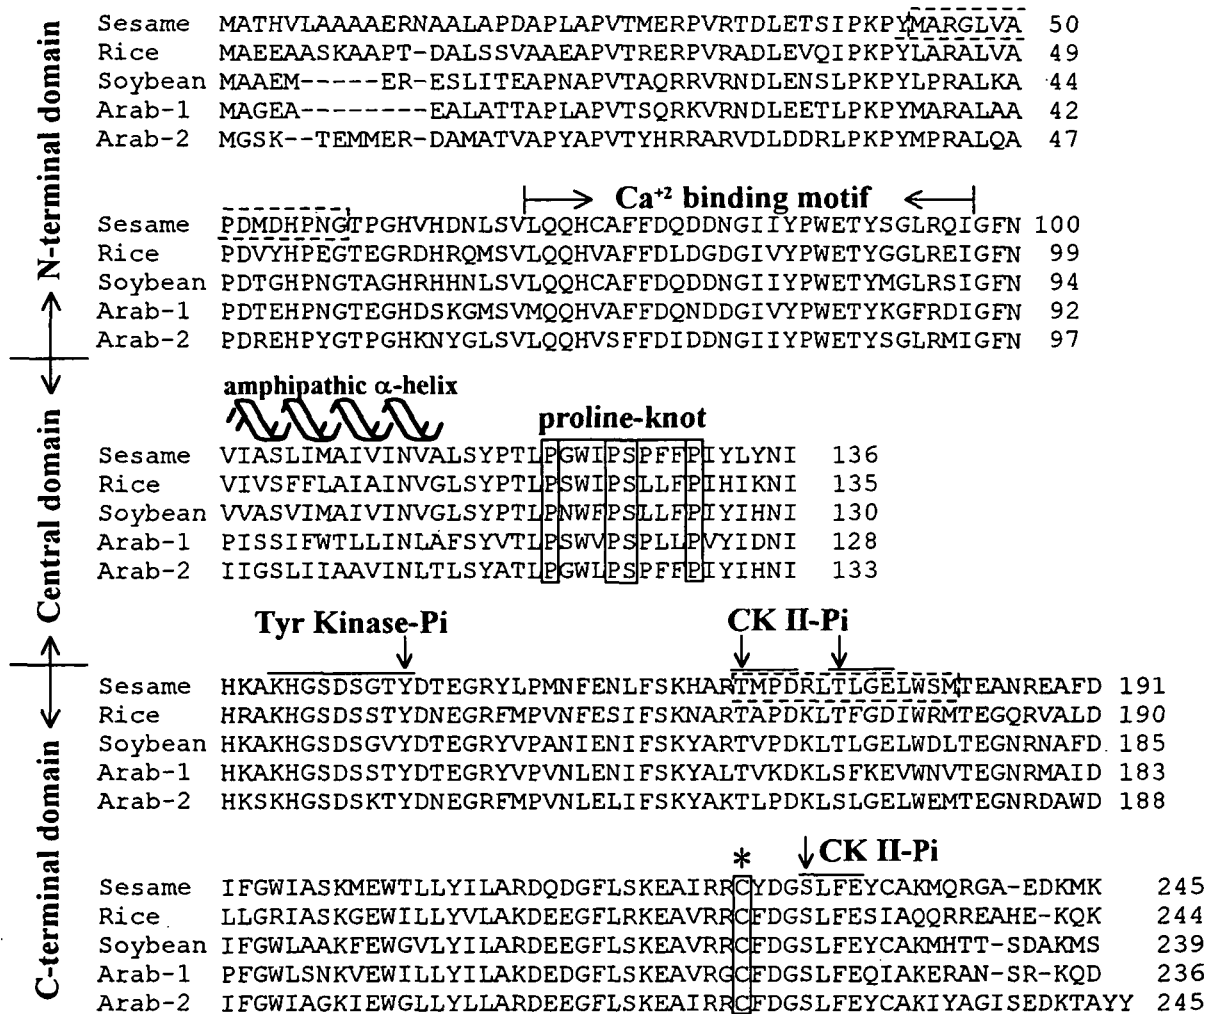 Sesame MATHVLAAAAERNAALAPDAPLAPVTMERPVRTDLETSIPKPYMARGLVA 50
Rice MAEEAASKAAPT-DALSSVAAEAPVTRERPVRADLEVQIPKPYLARALVA 49
Soybean MAAEM-----ER-ESLITEAPNAPVTAQRRVRNDLENSLPKPYLPRALKA 44
Arab-1 MAGEA--------EALATTAPLAPVTSQRKVRNDLEETLPKPYMARALAA 42
Arab-2 MGSK--TEMMER-DAMATVAPYAPVTYHRRARVDLDDRLPKPYMPRALQA 47
N-terminal domain
Ca+2 binding motif
Sesame PDMDHPNGTPGHVHDNLSVLQQHCAFFDQDDNGIIYPWETYSGLRQIGFN 100
Rice PDVYHPEGTEGRDHRQMSVLQQHVAFFDLDGDGIVYPWETYGGLREIGFN 99
Soybean PDTGHPNGTAGHRHHNLSVLQQHCAFFDQDDNGIIYPWETYMGLRSIGFN 94
Arab-1 PDTEHPNGTEGHDSKGMSVMQQHVAFFDQNDDGIVYPWETYKGFRDIGFN 92
Arab-2 PDREHPYGTPGHKNYGLSVLQQHVSFFDIDDNGIIYPWETYSGLRMIGFN 97
Central domain
amphipathic α-helix
proline-knot
Sesame VIASLIMAIVINVALSYPTLPGWIPSPFFPIYLYNI 136
Rice VIVSFFLAIAINVGLSYPTLPSWIPSLLFPIHIKNI 135
Soybean VVASVIMAIVINVGLSYPTLPNWFPSLLFPIYIHNI 130
Arab-1 PISSIFWTLLINLAFSYVTLPSWVPSPLLPVYIDNI 128
Arab-2 IIGSLIIAAVINLTLSYATLPGWLPSPFFPIYIHNI 133
C-terminal domain
Tyr Kinase-Pi CK II-Pi
Sesame HKAKHGSDSGTYDTEGRYLPMNFENLFSKHARTMPDRLTLGELWSMTEANREAFD 191
Rice HRAKHGSDSSTYDNEGRFMPVNFESIFSKNARTAPDKLTFGDIWRMTEGQRVALD 190
Soybean HKAKHGSDSGVYDTEGRYVPANIENIFSKYARTVPDKLTLGELWDLTEGNRNAFD 185
Arab-1 HKAKHGSDSSTYDTEGRYVPVNLENIFSKYALTVKDKLSFKEVWNVTEGNRMAID 183
Arab-2 HKSKHGSDSKTYDNEGRFMPVNLELIFSKYAKTLPDKLSLGELWEMTEGNRDAWD 188
* CK II-Pi
Sesame IFGWIASKMEWTLLYILARDQDGFLSKEAIRRCYDGSLFEYCAKMQRGA-EDKMK 245
Rice LLGRIASKGEWILLYVLAKDEEGFLRKEAVRRCFDGSLFESIAQQRREAHE-KQK 244
Soybean IFGWLAAKFEWGVLYILARDEEGFLSKEAVRRCFDGSLFEYCAKMHTT-SDAKMS 239
Arab-1 PFGWLSNKVEWILLYILAKDEDGFLSKEAVRGCFDGSLFEQIAKERAN-SR-KQD 236
Arab-2 IFGWIAGKIEWGLLYLLARDEEGFLSKEAIRRCFDGSLFEYCAKIYAGISEDKTAYY 245